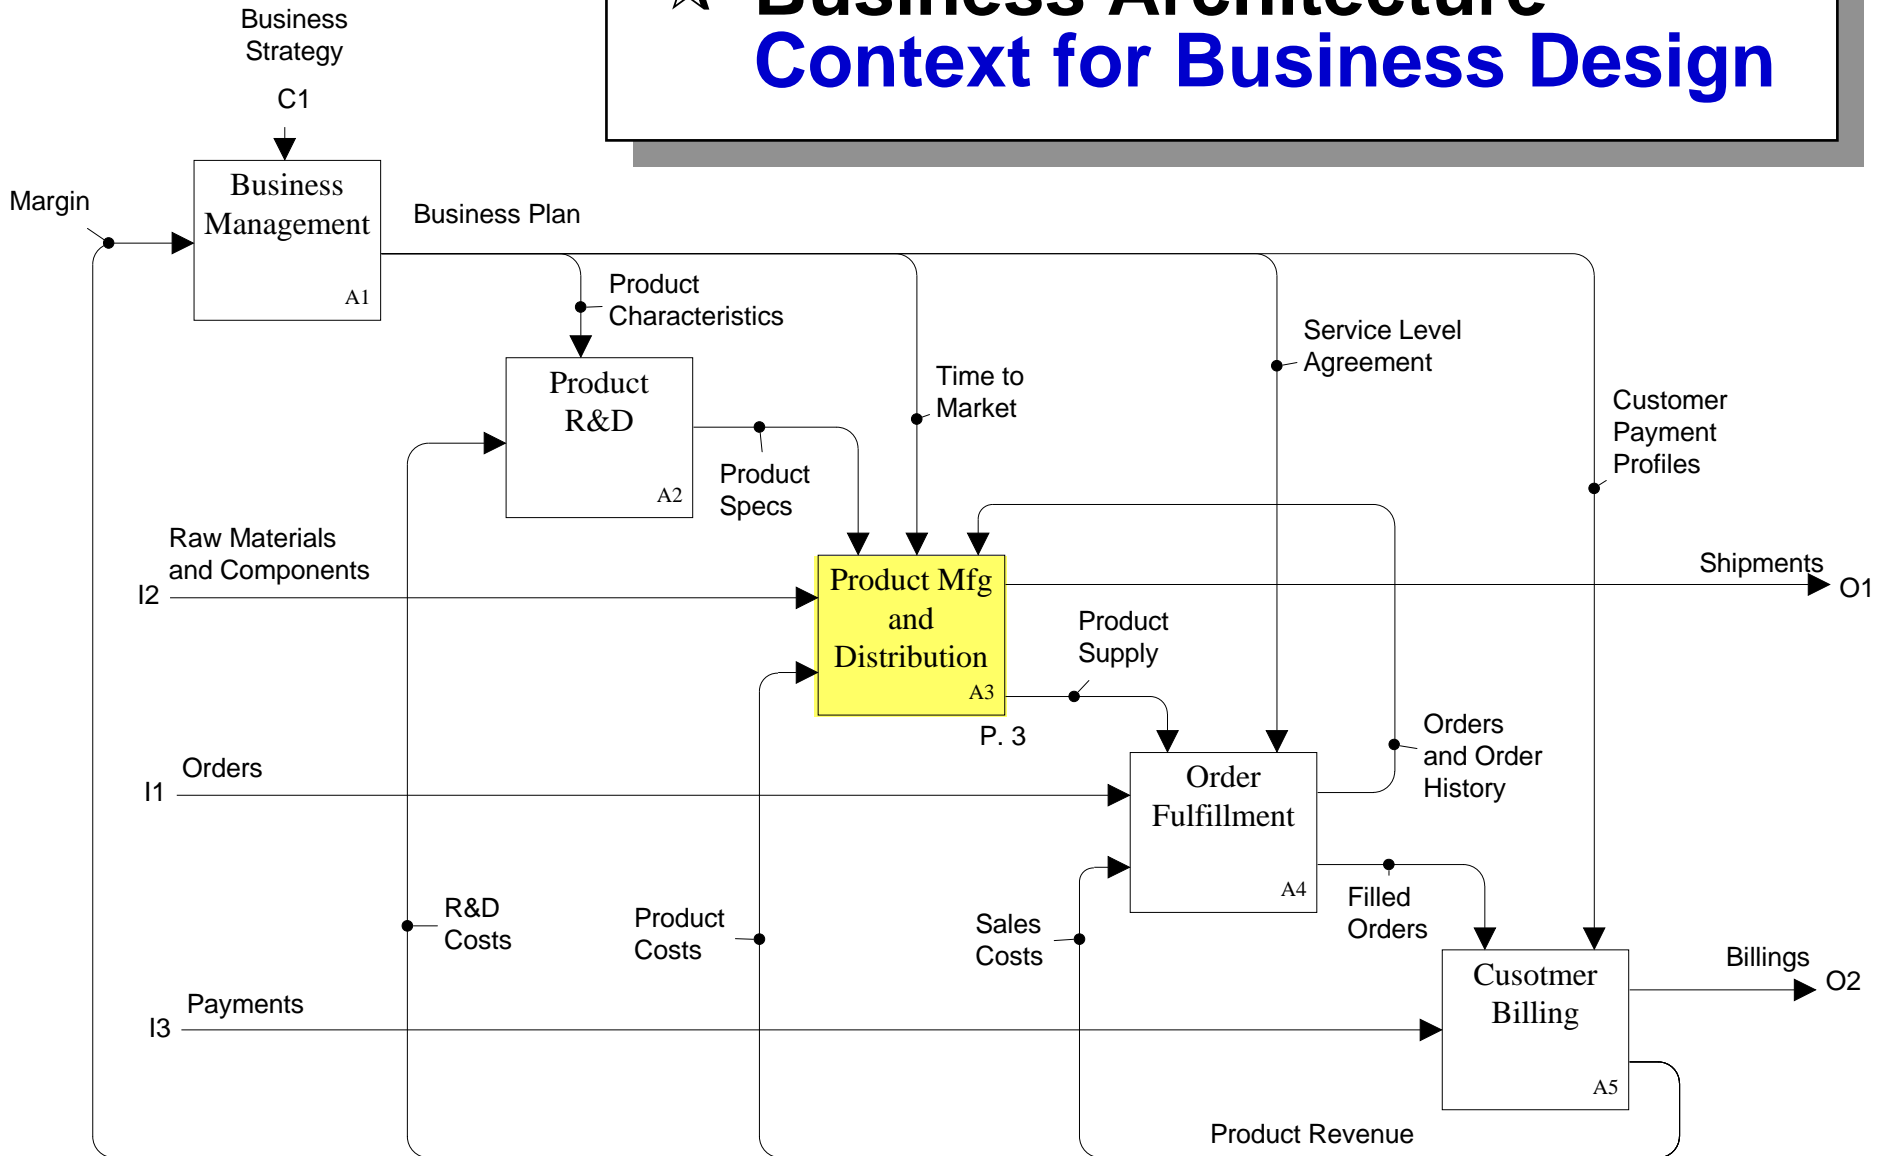 Business Architecture
Context for Business Design
Business
Strategy
C1
Margin
Business
Management
A1
Business Plan
Product
Characteristics
Service Level
Agreement
Time to
Market
Customer
Payment
Profiles
Product
R&D
A2
Product
Specs
Raw Materials
and Components
I2
Product Mfg
and
Distribution
A3
P. 3
Shipments
O1
Product
Supply
Orders
and Order
History
Orders
I1
Order
Fulfillment
A4
Filled
Orders
R&D
Costs
Product
Costs
Sales
Costs
Payments
I3
Cusotmer
Billing
A5
Billings
O2
Product Revenue